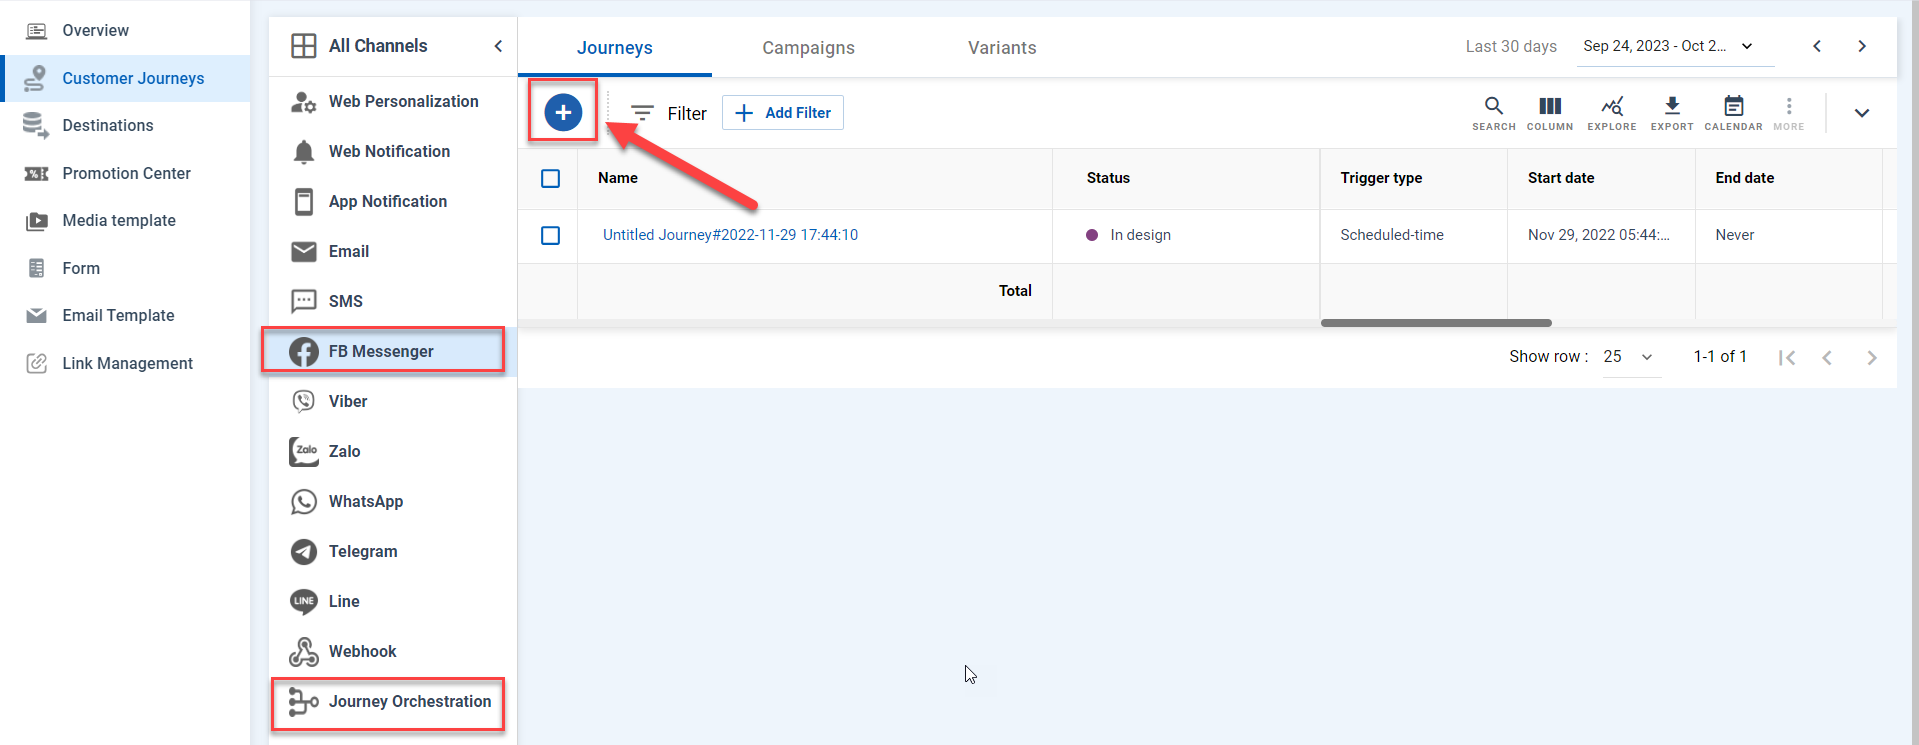 Overview
Customer Journeys
Destinations
Promotion Center
Media template
Form
Email Template
Link Management
All Channels
Web Personalization
Web Notification
App Notification
Email
SMS
FB Messenger
Viber
Zalo
Zalo
WhatsApp
Telegram
LINE
Line
Webhook
Journey Orchestration
Journeys Campaigns Variants
Last 30 days Sep 24, 2023 - Oct 2...
Filter Add Filter
SEARCH COLUMN EXPLORE EXPORT CALENDAR MORE
Name Status Trigger type Start date End date
Untitled Journey#2022-11-29 17:44:10 In design Scheduled-time Nov 29, 2022 05:44:... Never
Total
Show row : 25 1-1 of 1